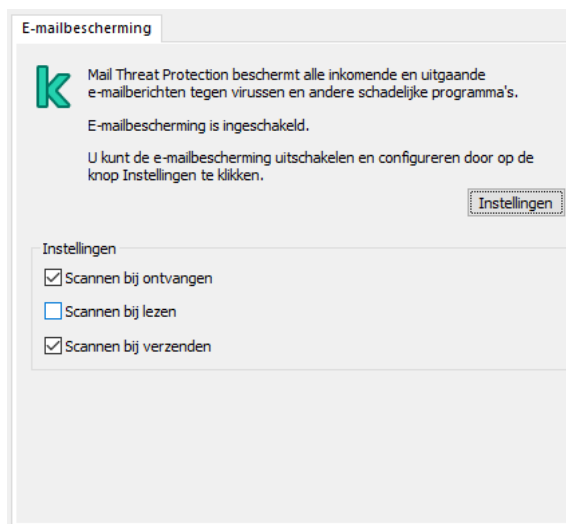 E-mailbescherming
Mail Threat Protection beschermt alle inkomende en uitgaande
e-mailberichten tegen virussen en andere schadelijke programma's.
E-mailbescherming is ingeschakeld.
U kunt de e-mailbescherming uitschakelen en configureren door op de
knop Instellingen te klikken.
Instellingen
Instellingen
Scannen bij ontvangen
Scannen bij lezen
Scannen bij verzenden